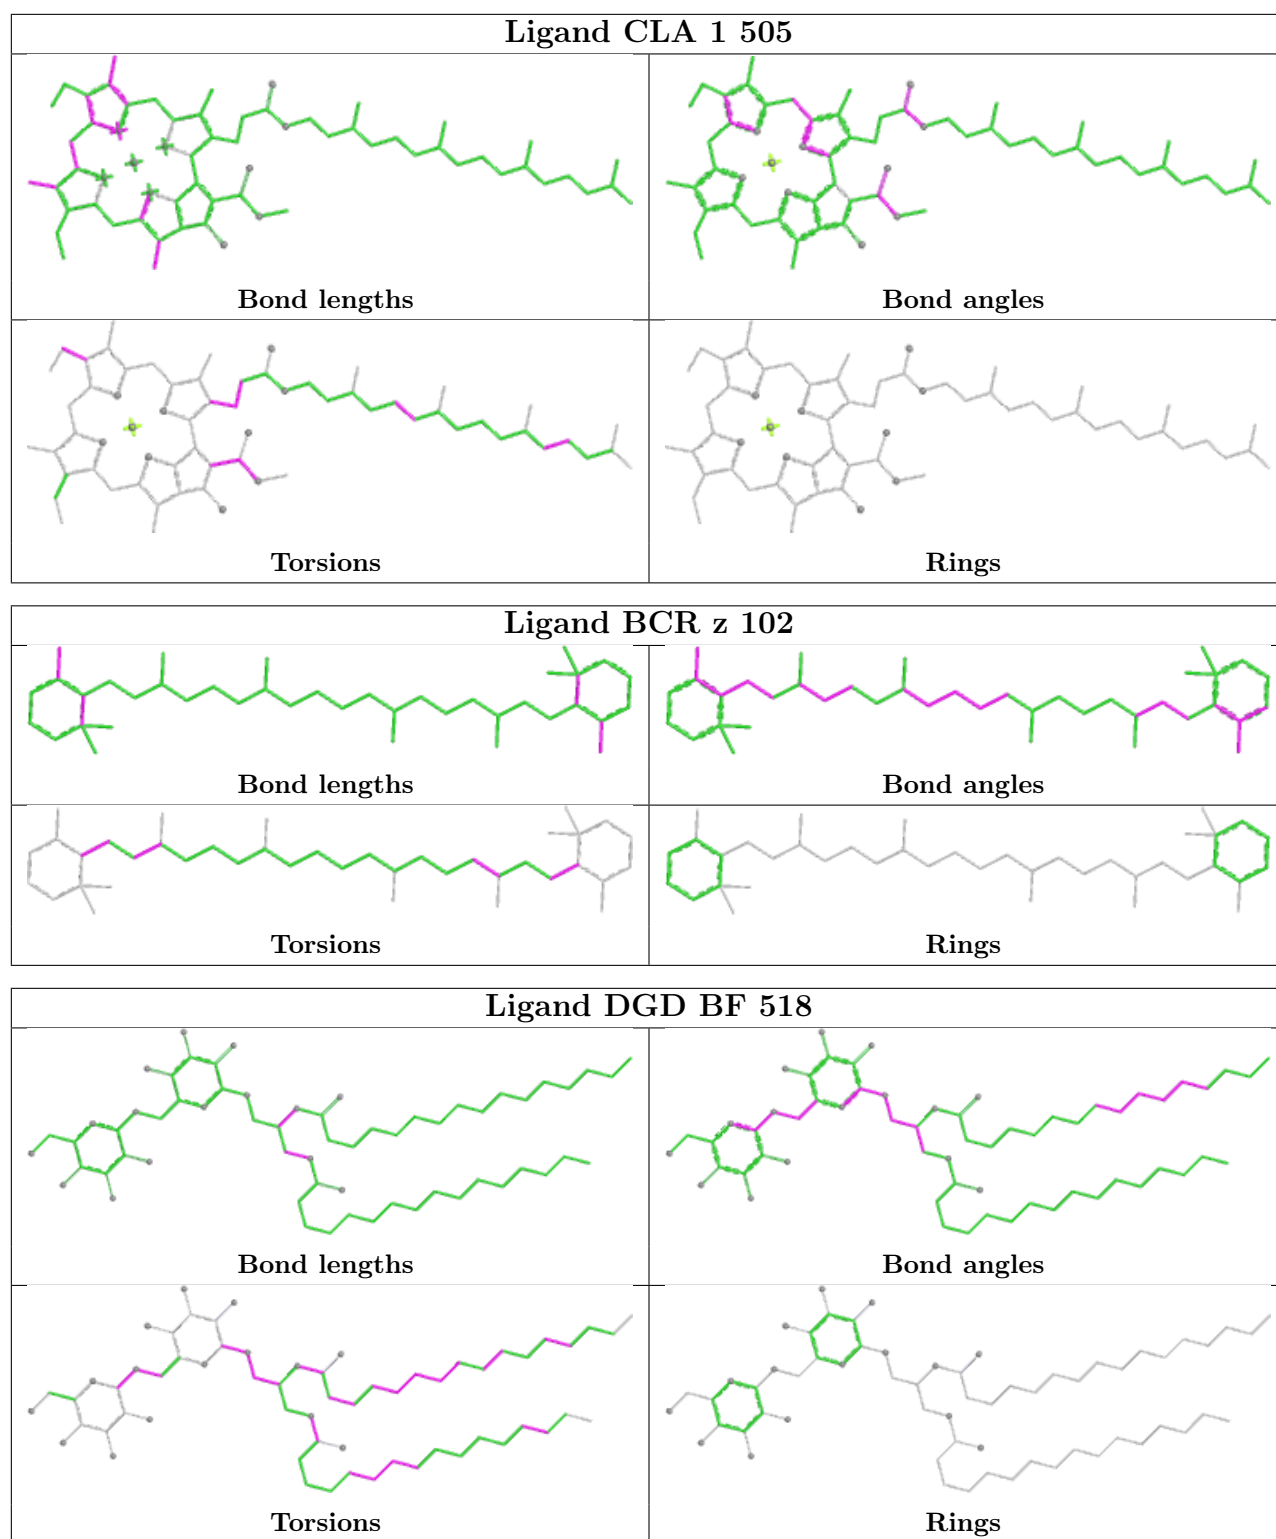 Ligand CLA 1 505
Bond lengths
Bond angles
Torsions
Rings
Ligand BCR z 102
Bond lengths
Bond angles
Torsions
Rings
Ligand DGD BF 518
Bond lengths
Bond angles
Torsions
Rings